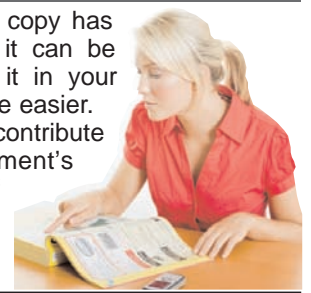 copy has
it can be
it in your
e easier.
contribute
ment's